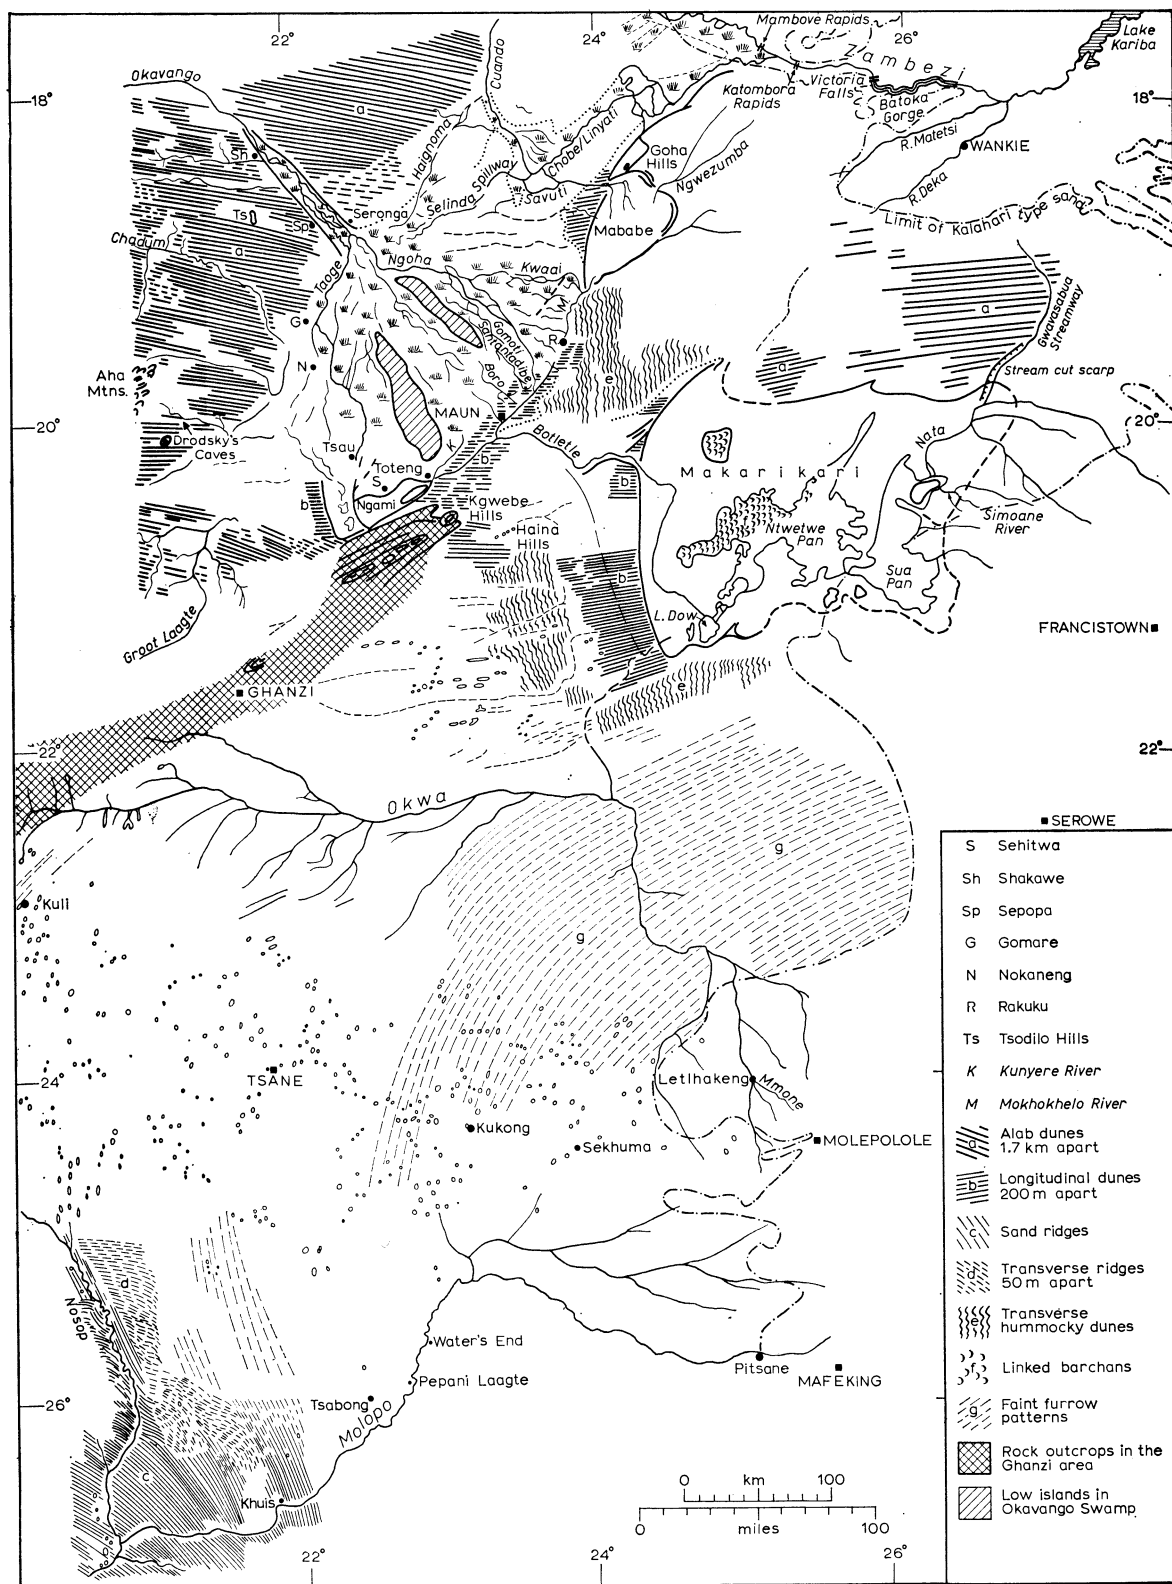 22°
24°
26°
Mambove Rapids
Lake
Kariba
Zambezi
Okavango
Cuando
18°
18°
Katombora
Rapids
Victoria
Falls
Batoka
Gorge
R. Matetsi
WANKIE
R. Deka
Limit of Kalahari type sand
a
Sh
Haignoma
Selinda Spillway
Chobe/Linyati
Goha
Hills
Ngwezumba
Savuti
Mababe
Ts
Sp
Seronga
a
Chadum
Taoge
Ngoha
Kwaai
M
Gomoti
Santantadibe
Boro
R
G
N
e
a
a
Gwavasabua
Streamway
Stream cut scarp
Aha
Mtns.
20°
20°
Drodsky's
Caves
MAUN
K
Tsau
Toteng
S
b
Botletle
b
Ngami
b
Kgwebe
Hills
Haina
Hills
Makarikari
Nata
Ntwetwe
Pan
Simoane
River
Sua
Pan
b
L. Dow
Groot Laagte
FRANCISTOWN
GHANZI
e
22°
22°
Okwa
SEROWE
g
g
Kuli
24°
TSANE
Letlhakeng
Mmone
Kukong
Sekhuma
MOLEPOLOLE
d
Nosop
Water's End
Pitsane
MAFEKING
Pepani Laagte
Tsabong
26°
Molopo
c
Khuis
0 km 100
0 miles 100
22°
24°
26°
S Sehitwa
Sh Shakawe
Sp Sepopa
G Gomare
N Nokaneng
R Rakuku
Ts Tsodilo Hills
K Kunyere River
M Mokhokhelo River
a Alab dunes
1.7 km apart
b Longitudinal dunes
200 m apart
c Sand ridges
d Transverse ridges
50 m apart
e Transverse
hummocky dunes
f Linked barchans
g Faint furrow
patterns
Rock outcrops in the
Ghanzi area
Low islands in
Okavango Swamp